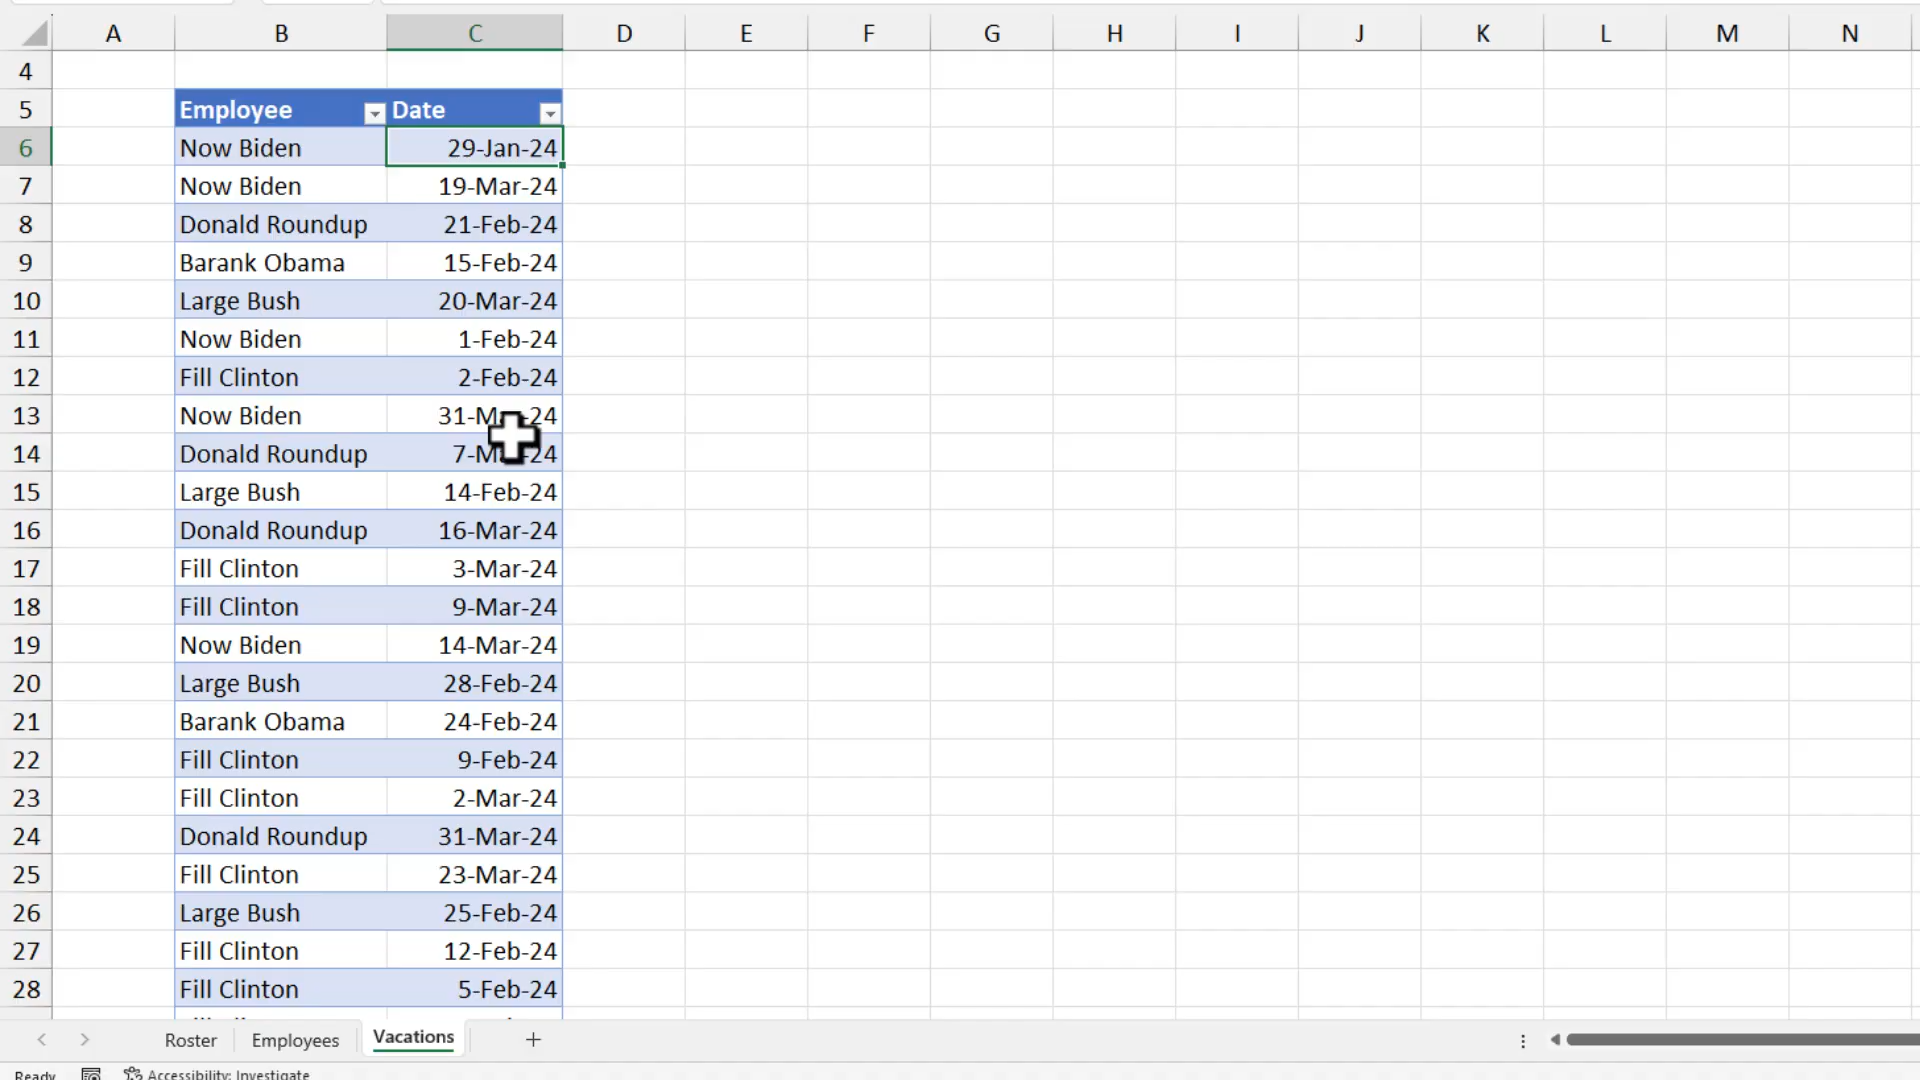 A B C D E F G H I J K L M N
4
5 Employee Date
6 Now Biden 29-Jan-24
7 Now Biden 19-Mar-24
8 Donald Roundup 21-Feb-24
9 Barank Obama 15-Feb-24
10 Large Bush 20-Mar-24
11 Now Biden 1-Feb-24
12 Fill Clinton 2-Feb-24
13 Now Biden 31-Mar-24
14 Donald Roundup 7-Mar-24
15 Large Bush 14-Feb-24
16 Donald Roundup 16-Mar-24
17 Fill Clinton 3-Mar-24
18 Fill Clinton 9-Mar-24
19 Now Biden 14-Mar-24
20 Large Bush 28-Feb-24
21 Barank Obama 24-Feb-24
22 Fill Clinton 9-Feb-24
23 Fill Clinton 2-Mar-24
24 Donald Roundup 31-Mar-24
25 Fill Clinton 23-Mar-24
26 Large Bush 25-Feb-24
27 Fill Clinton 12-Feb-24
28 Fill Clinton 5-Feb-24
Roster Employees Vacations
Ready Accessibility: Investigate